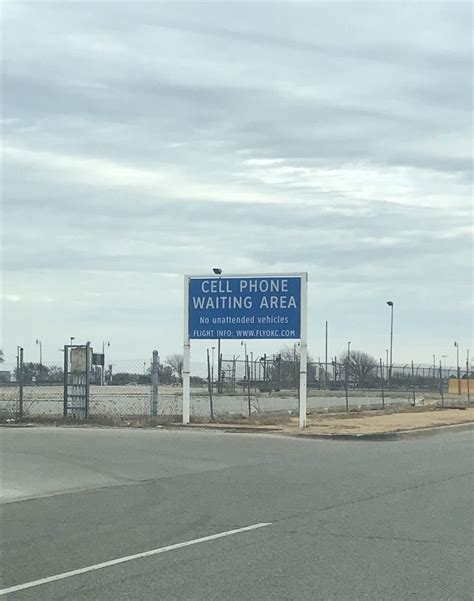 CELL PHONE
WAITING AREA
No unattended vehicles
FLIGHT INFO: WWW.FLYOKC.COM